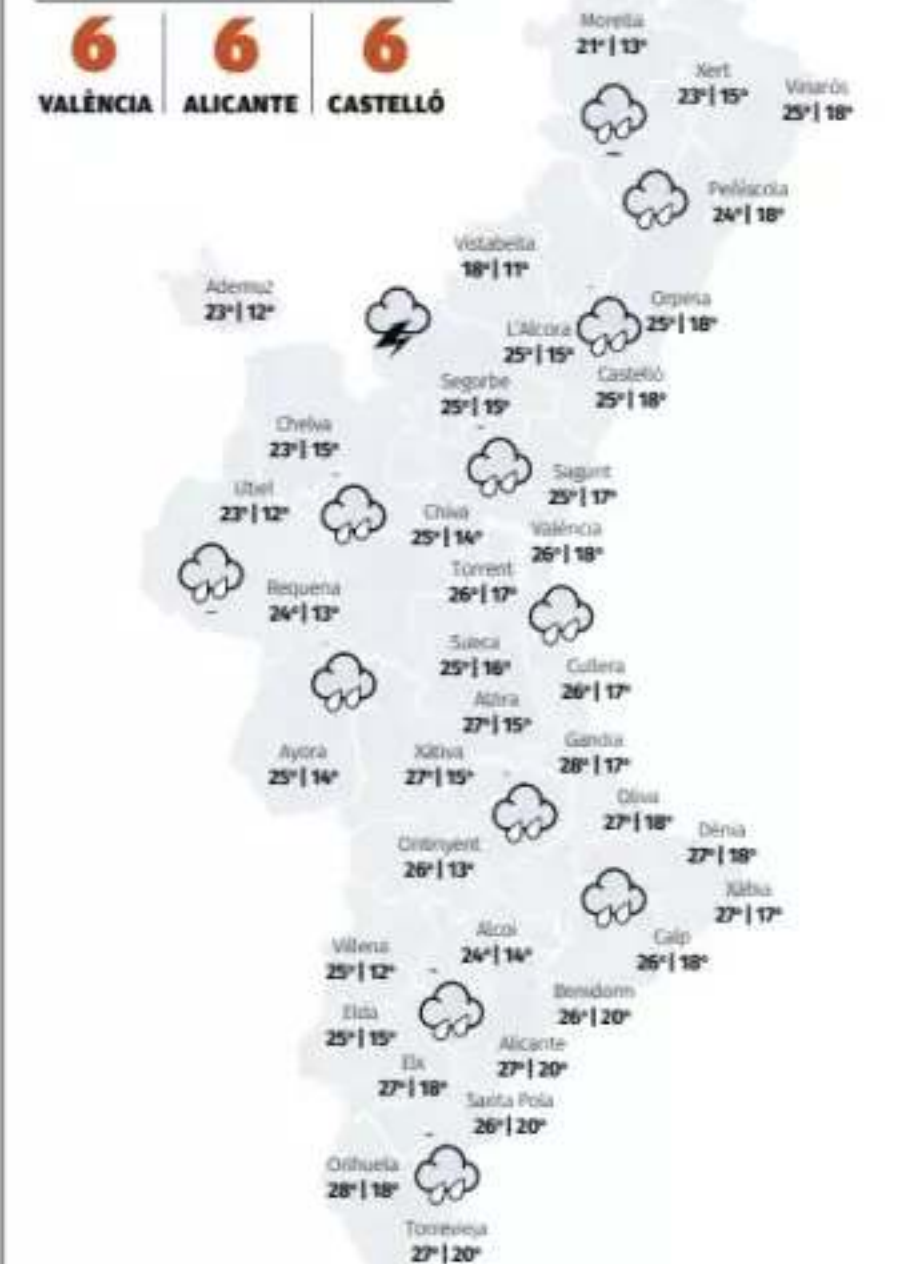 6 6 6
VALÈNCIA ALICANTE CASTELLÓ
Morella
21° | 13°
Xert
23° | 15°
Vinaròs
25° | 18°
Peñíscola
24° | 18°
Vistabella
18° | 11°
Ademuz
23° | 12°
Orpesa
25° | 18°
L'Alcora
25° | 15°
Castelló
25° | 18°
Segorbe
25° | 15°
Chelva
23° | 15°
Sagunt
25° | 17°
Utiel
23° | 12°
Chiva
25° | 14°
València
26° | 18°
Torrent
26° | 17°
Requena
24° | 13°
Sueca
25° | 16°
Cullera
26° | 17°
Alzira
27° | 15°
Gandia
28° | 17°
Ayora
25° | 14°
Xàtiva
27° | 15°
Oliva
27° | 18°
Dénia
27° | 18°
Ontinyent
26° | 13°
Xàbia
27° | 17°
Alcoi
24° | 14°
Calp
26° | 18°
Villena
25° | 12°
Benidorm
26° | 20°
Elda
25° | 15°
Alicante
27° | 20°
Elx
27° | 18°
Santa Pola
26° | 20°
Orihuela
28° | 18°
Torrevieja
27° | 20°